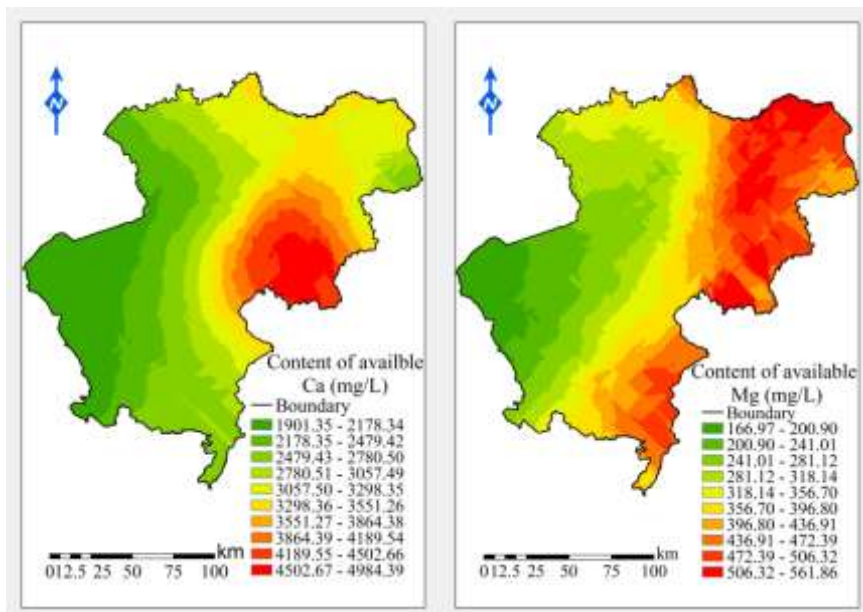 N
Content of availble
Ca (mg/L)
Boundary
1901.35 - 2178.34
2178.35 - 2479.42
2479.43 - 2780.50
2780.51 - 3057.49
3057.50 - 3298.35
3298.36 - 3551.26
3551.27 - 3864.38
3864.39 - 4189.54
4189.55 - 4502.66
4502.67 - 4984.39
km
012.5 25 50 75 100
N
Content of available
Mg (mg/L)
Boundary
166.97 - 200.90
200.90 - 241.01
241.01 - 281.12
281.12 - 318.14
318.14 - 356.70
356.70 - 396.80
396.80 - 436.91
436.91 - 472.39
472.39 - 506.32
506.32 - 561.86
km
012.5 25 50 75 100